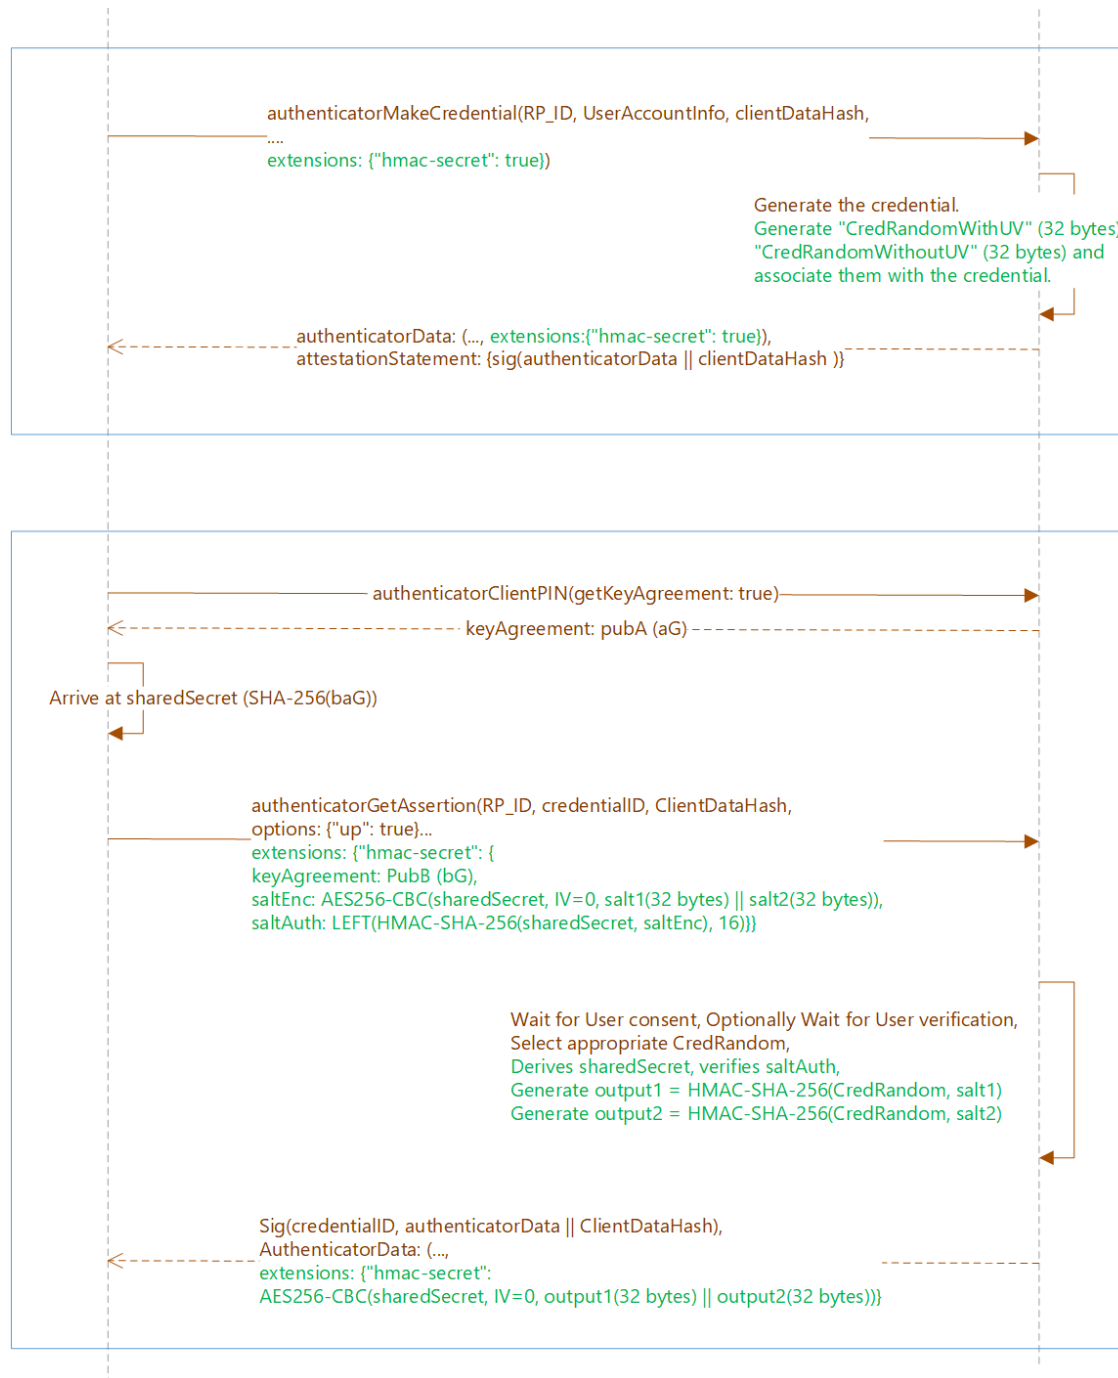 authenticatorMakeCredential(RP_ID, UserAccountInfo, clientDataHash,
....
extensions: {"hmac-secret": true})
Generate the credential.
Generate "CredRandomWithUV" (32 bytes)
"CredRandomWithoutUV" (32 bytes) and
associate them with the credential.
authenticatorData: (..., extensions:{"hmac-secret": true}),
attestationStatement: {sig(authenticatorData || clientDataHash )}
authenticatorClientPIN(getKeyAgreement: true)
keyAgreement: pubA (aG)
Arrive at sharedSecret (SHA-256(baG))
authenticatorGetAssertion(RP_ID, credentialID, ClientDataHash,
options: {"up": true}...
extensions: {"hmac-secret": {
keyAgreement: PubB (bG),
saltEnc: AES256-CBC(sharedSecret, IV=0, salt1(32 bytes) || salt2(32 bytes)),
saltAuth: LEFT(HMAC-SHA-256(sharedSecret, saltEnc), 16)}}
Wait for User consent, Optionally Wait for User verification,
Select appropriate CredRandom,
Derives sharedSecret, verifies saltAuth,
Generate output1 = HMAC-SHA-256(CredRandom, salt1)
Generate output2 = HMAC-SHA-256(CredRandom, salt2)
Sig(credentialID, authenticatorData || ClientDataHash),
AuthenticatorData: (...,
extensions: {"hmac-secret":
AES256-CBC(sharedSecret, IV=0, output1(32 bytes) || output2(32 bytes))}